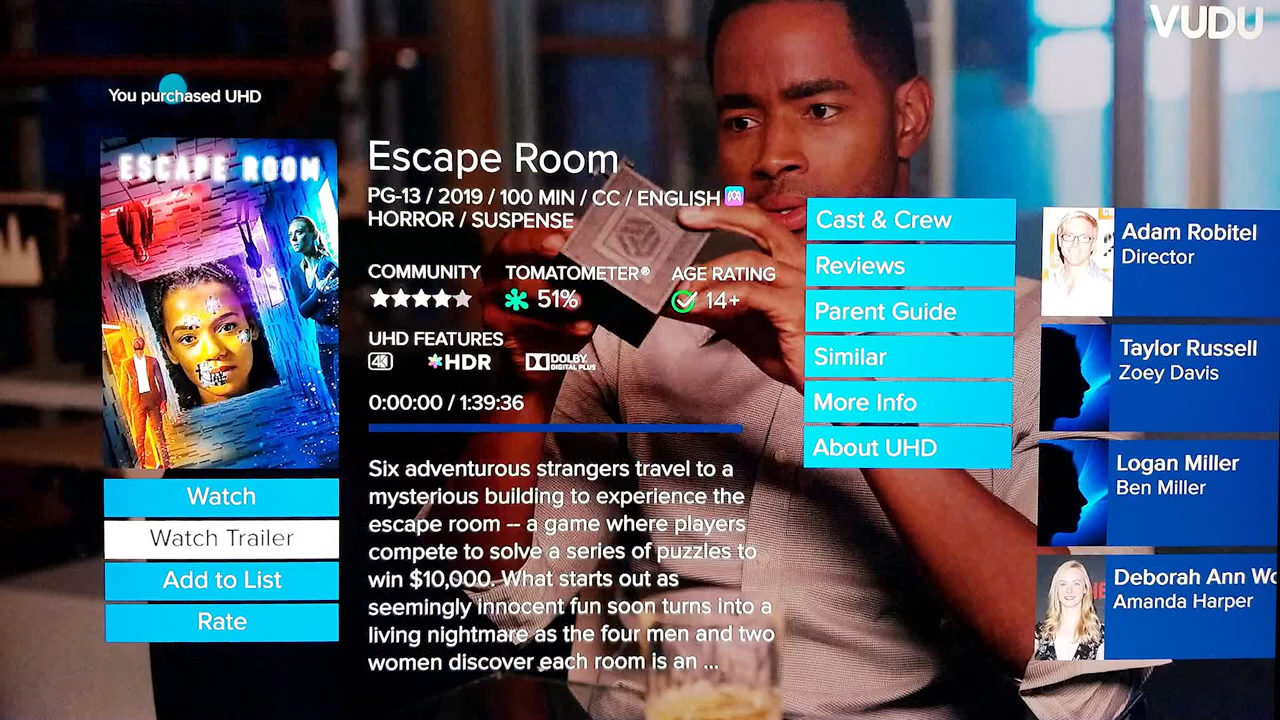 VUDU
You purchased UHD
ESCAPE ROOM
Watch
Watch Trailer
Add to List
Rate
Escape Room
PG-13 / 2019 / 100 MIN / CC / ENGLISH
HORROR / SUSPENSE
COMMUNITY TOMATOMETER® AGE RATING
51% 14+
UHD FEATURES
4K HDR DOLBY DIGITAL PLUS
0:00:00 / 1:39:36
Six adventurous strangers travel to a
mysterious building to experience the
escape room -- a game where players
compete to solve a series of puzzles to
win $10,000. What starts out as
seemingly innocent fun soon turns into a
living nightmare as the four men and two
women discover each room is an ...
Cast & Crew
Reviews
Parent Guide
Similar
More Info
About UHD
Adam Robitel
Director
Taylor Russell
Zoey Davis
Logan Miller
Ben Miller
Deborah Ann Wo
Amanda Harper